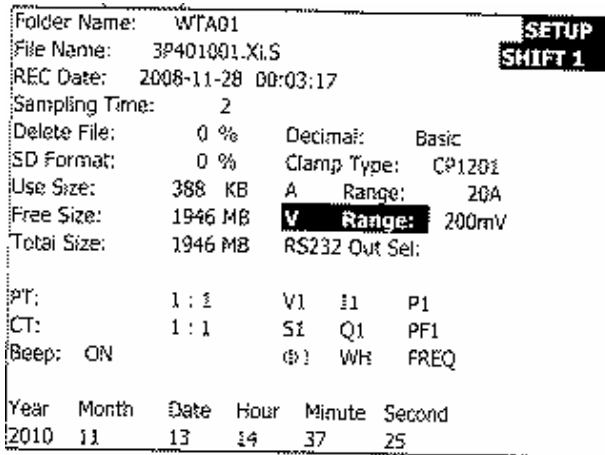 Folder Name: WTA01 SETUP
File Name: 3P401001.XLS SHIFT 1
REC Date: 2008-11-28 00:03:17
Sampling Time: 2
Delete File: 0 % Decimal: Basic
SD Format: 0 % Clamp Type: CP1201
Use Size: 388 KB A Range: 20A
Free Size: 1946 MB V Range: 200mV
Total Size: 1946 MB RS232 Out Sel:
PT: 1 : 1 V1 I1 P1
CT: 1 : 1 S1 Q1 PF1
Beep: ON Φ1 WH FREQ
Year Month Date Hour Minute Second
2010 11 13 14 37 25